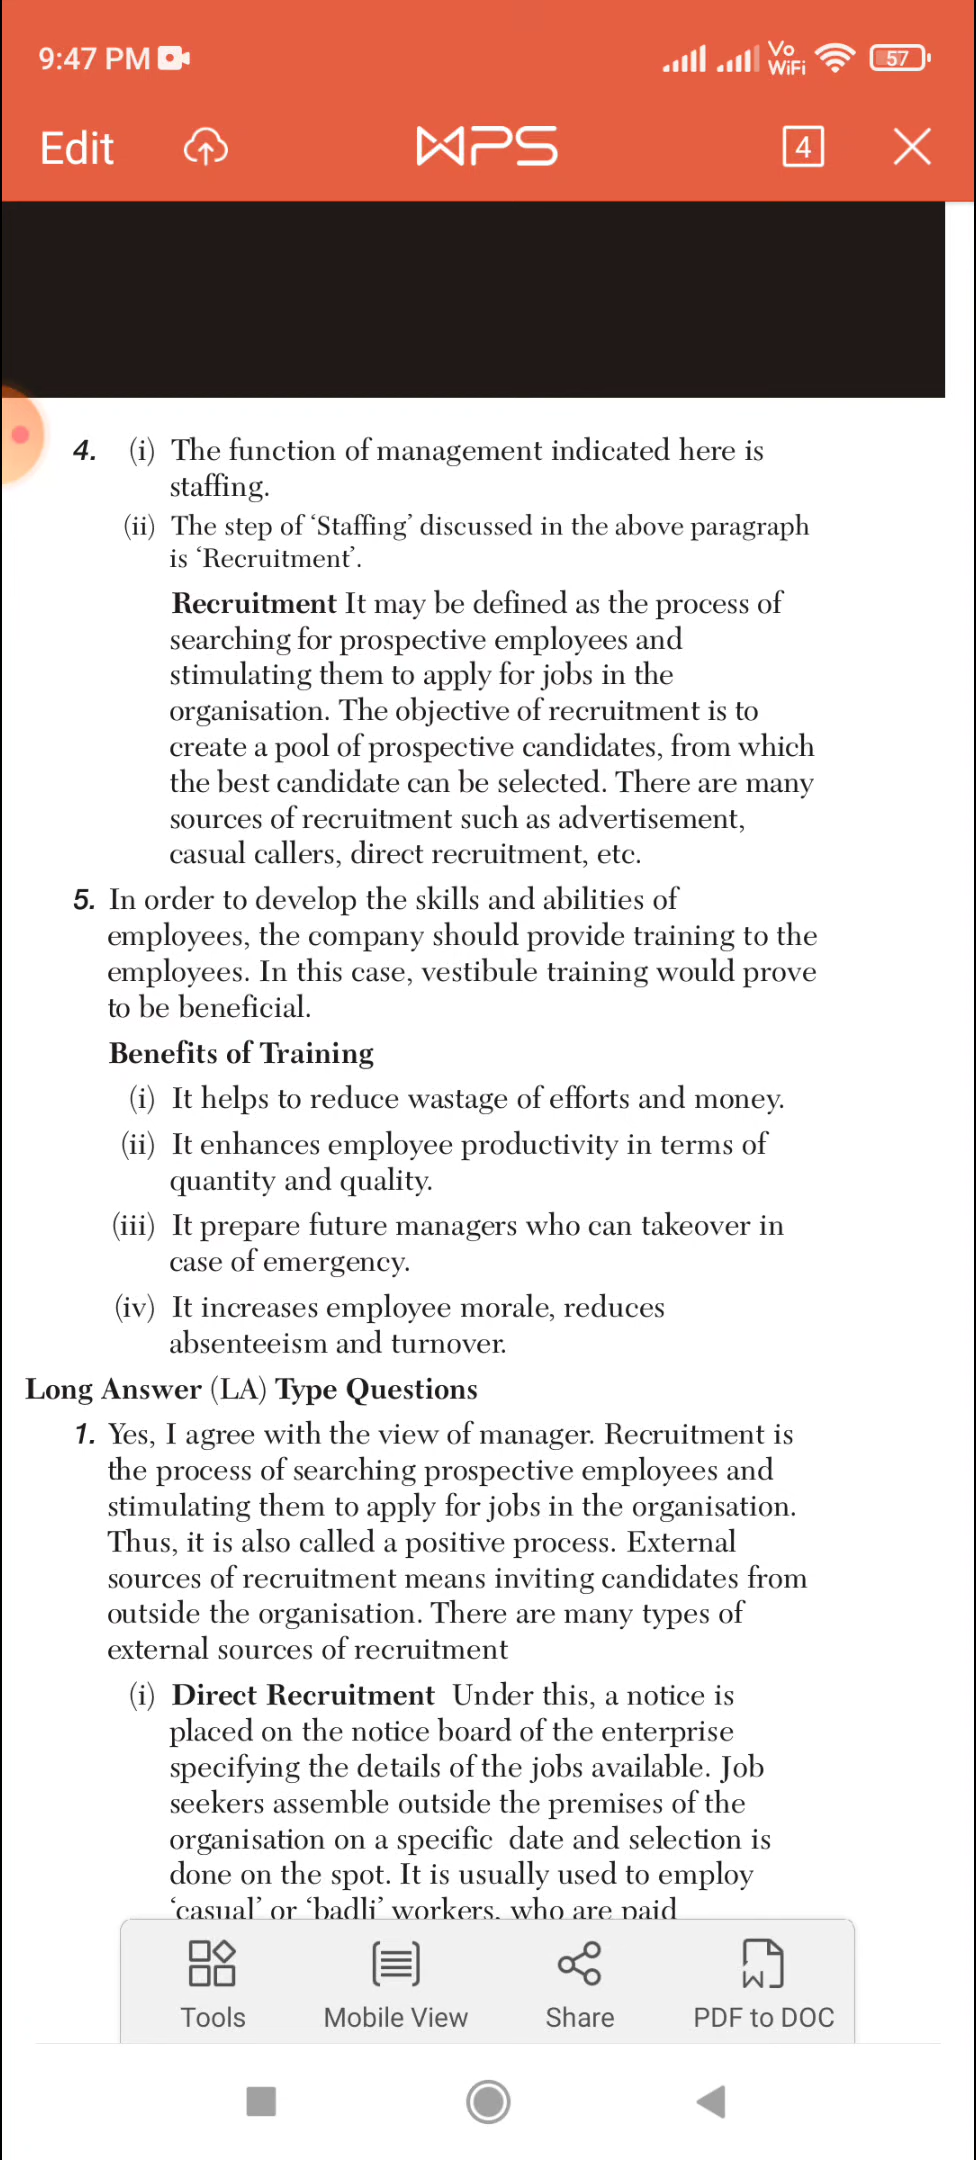 9:47 PM
Vo
WiFi
57
Edit
WPS
4
4. (i) The function of management indicated here is
staffing.
(ii) The step of ‘Staffing’ discussed in the above paragraph
is ‘Recruitment’.
Recruitment It may be defined as the process of
searching for prospective employees and
stimulating them to apply for jobs in the
organisation. The objective of recruitment is to
create a pool of prospective candidates, from which
the best candidate can be selected. There are many
sources of recruitment such as advertisement,
casual callers, direct recruitment, etc.
5. In order to develop the skills and abilities of
employees, the company should provide training to the
employees. In this case, vestibule training would prove
to be beneficial.
Benefits of Training
(i) It helps to reduce wastage of efforts and money.
(ii) It enhances employee productivity in terms of
quantity and quality.
(iii) It prepare future managers who can takeover in
case of emergency.
(iv) It increases employee morale, reduces
absenteeism and turnover.
Long Answer (LA) Type Questions
1. Yes, I agree with the view of manager. Recruitment is
the process of searching prospective employees and
stimulating them to apply for jobs in the organisation.
Thus, it is also called a positive process. External
sources of recruitment means inviting candidates from
outside the organisation. There are many types of
external sources of recruitment
(i) Direct Recruitment Under this, a notice is
placed on the notice board of the enterprise
specifying the details of the jobs available. Job
seekers assemble outside the premises of the
organisation on a specific date and selection is
done on the spot. It is usually used to employ
‘casual’ or ‘badli’ workers, who are paid
Tools
Mobile View
Share
PDF to DOC